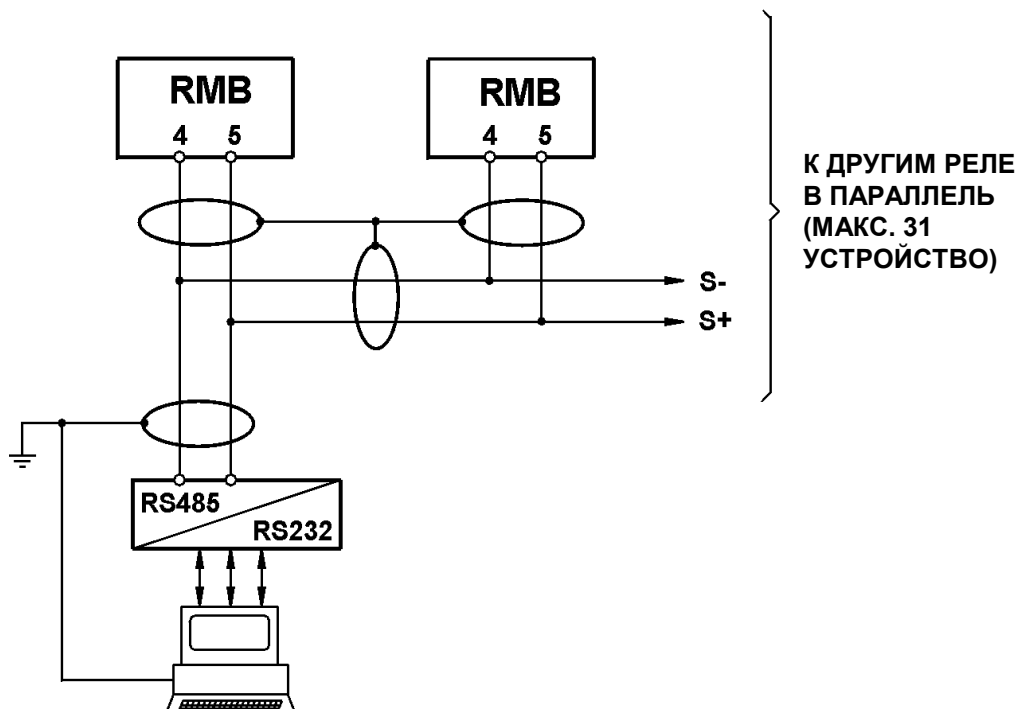 RMB
4 5
RMB
4 5
К ДРУГИМ РЕЛЕ
В ПАРАЛЛЕЛЬ
(МАКС. 31
УСТРОЙСТВО)
S-
S+
RS485
RS232